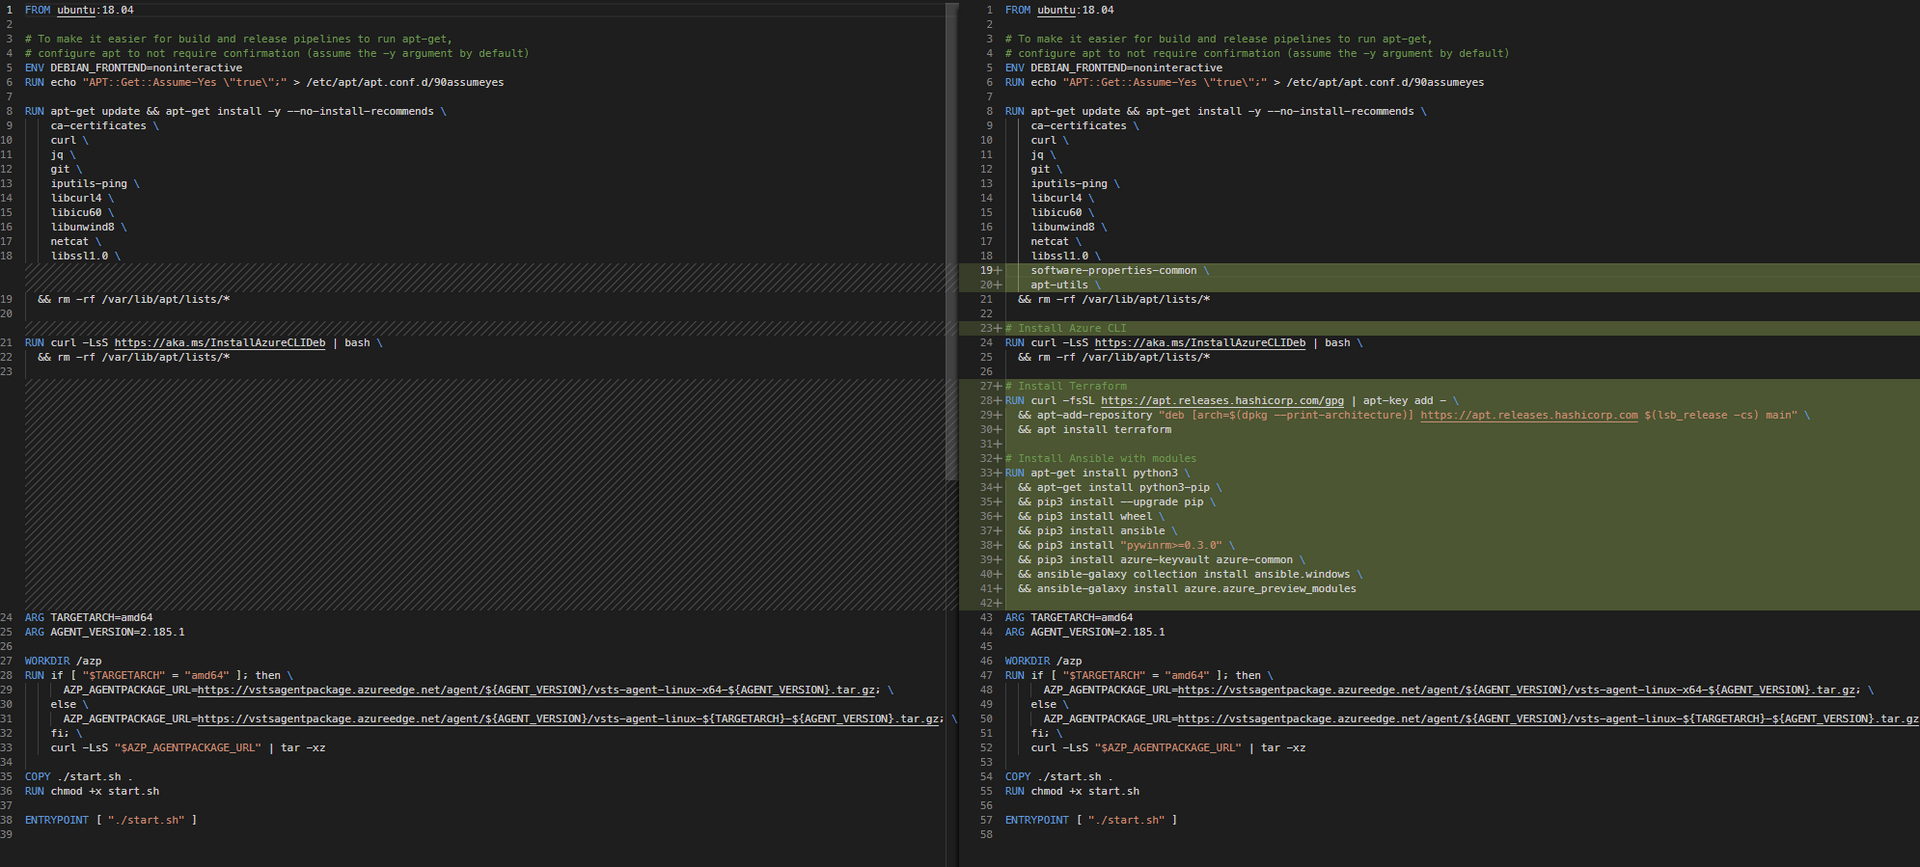 1 FROM ubuntu:18.04
2
3 # To make it easier for build and release pipelines to run apt-get,
4 # configure apt to not require confirmation (assume the -y argument by default)
5 ENV DEBIAN_FRONTEND=noninteractive
6 RUN echo "APT::Get::Assume-Yes \"true\";" > /etc/apt/apt.conf.d/90assumeyes
7
8 RUN apt-get update && apt-get install -y --no-install-recommends \
9 ca-certificates \
10 curl \
11 jq \
12 git \
13 iputils-ping \
14 libcurl4 \
15 libicu60 \
16 libunwind8 \
17 netcat \
18 libssl1.0 \
19 && rm -rf /var/lib/apt/lists/*
20
21 RUN curl -LsS https://aka.ms/InstallAzureCLIDeb | bash \
22 && rm -rf /var/lib/apt/lists/*
23
24 ARG TARGETARCH=amd64
25 ARG AGENT_VERSION=2.185.1
26
27 WORKDIR /azp
28 RUN if [ "$TARGETARCH" = "amd64" ]; then \
29 AZP_AGENTPACKAGE_URL=https://vstsagentpackage.azureedge.net/agent/${AGENT_VERSION}/vsts-agent-linux-x64-${AGENT_VERSION}.tar.gz; \
30 else \
31 AZP_AGENTPACKAGE_URL=https://vstsagentpackage.azureedge.net/agent/${AGENT_VERSION}/vsts-agent-linux-${TARGETARCH}-${AGENT_VERSION}.tar.gz; \
32 fi; \
33 curl -LsS "$AZP_AGENTPACKAGE_URL" | tar -xz
34
35 COPY ./start.sh .
36 RUN chmod +x start.sh
37
38 ENTRYPOINT [ "./start.sh" ]
39
1 FROM ubuntu:18.04
2
3 # To make it easier for build and release pipelines to run apt-get,
4 # configure apt to not require confirmation (assume the -y argument by default)
5 ENV DEBIAN_FRONTEND=noninteractive
6 RUN echo "APT::Get::Assume-Yes \"true\";" > /etc/apt/apt.conf.d/90assumeyes
7
8 RUN apt-get update && apt-get install -y --no-install-recommends \
9 ca-certificates \
10 curl \
11 jq \
12 git \
13 iputils-ping \
14 libcurl4 \
15 libicu60 \
16 libunwind8 \
17 netcat \
18 libssl1.0 \
19+ software-properties-common \
20+ apt-utils \
21 && rm -rf /var/lib/apt/lists/*
22
23+ # Install Azure CLI
24 RUN curl -LsS https://aka.ms/InstallAzureCLIDeb | bash \
25 && rm -rf /var/lib/apt/lists/*
26
27+ # Install Terraform
28+ RUN curl -fsSL https://apt.releases.hashicorp.com/gpg | apt-key add - \
29+ && apt-add-repository "deb [arch=$(dpkg --print-architecture)] https://apt.releases.hashicorp.com $(lsb_release -cs) main" \
30+ && apt install terraform
31+
32+ # Install Ansible with modules
33+ RUN apt-get install python3 \
34+ && apt-get install python3-pip \
35+ && pip3 install --upgrade pip \
36+ && pip3 install wheel \
37+ && pip3 install ansible \
38+ && pip3 install "pywinrm>=0.3.0" \
39+ && pip3 install azure-keyvault azure-common \
40+ && ansible-galaxy collection install ansible.windows \
41+ && ansible-galaxy install azure.azure_preview_modules
42+
43 ARG TARGETARCH=amd64
44 ARG AGENT_VERSION=2.185.1
45
46 WORKDIR /azp
47 RUN if [ "$TARGETARCH" = "amd64" ]; then \
48 AZP_AGENTPACKAGE_URL=https://vstsagentpackage.azureedge.net/agent/${AGENT_VERSION}/vsts-agent-linux-x64-${AGENT_VERSION}.tar.gz; \
49 else \
50 AZP_AGENTPACKAGE_URL=https://vstsagentpackage.azureedge.net/agent/${AGENT_VERSION}/vsts-agent-linux-${TARGETARCH}-${AGENT_VERSION}.tar.gz
51 fi; \
52 curl -LsS "$AZP_AGENTPACKAGE_URL" | tar -xz
53
54 COPY ./start.sh .
55 RUN chmod +x start.sh
56
57 ENTRYPOINT [ "./start.sh" ]
58